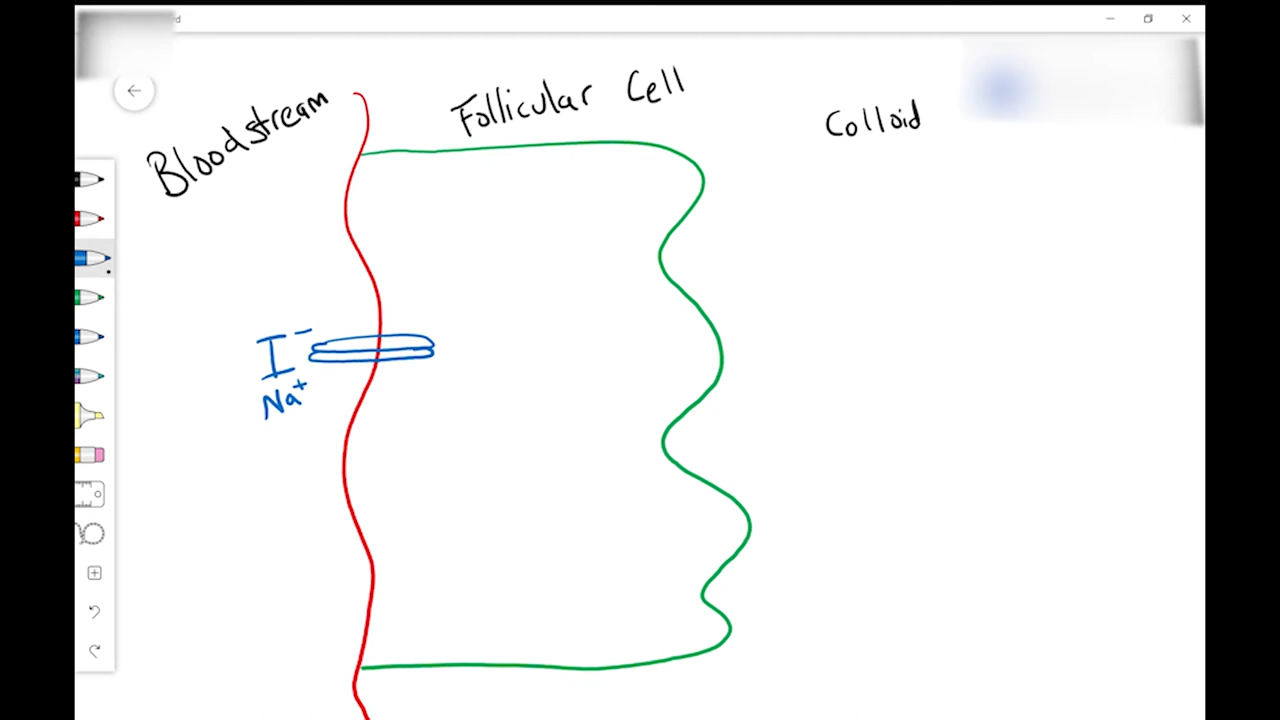 Bloodstream
Follicular Cell
Colloid
I⁻
Na⁺